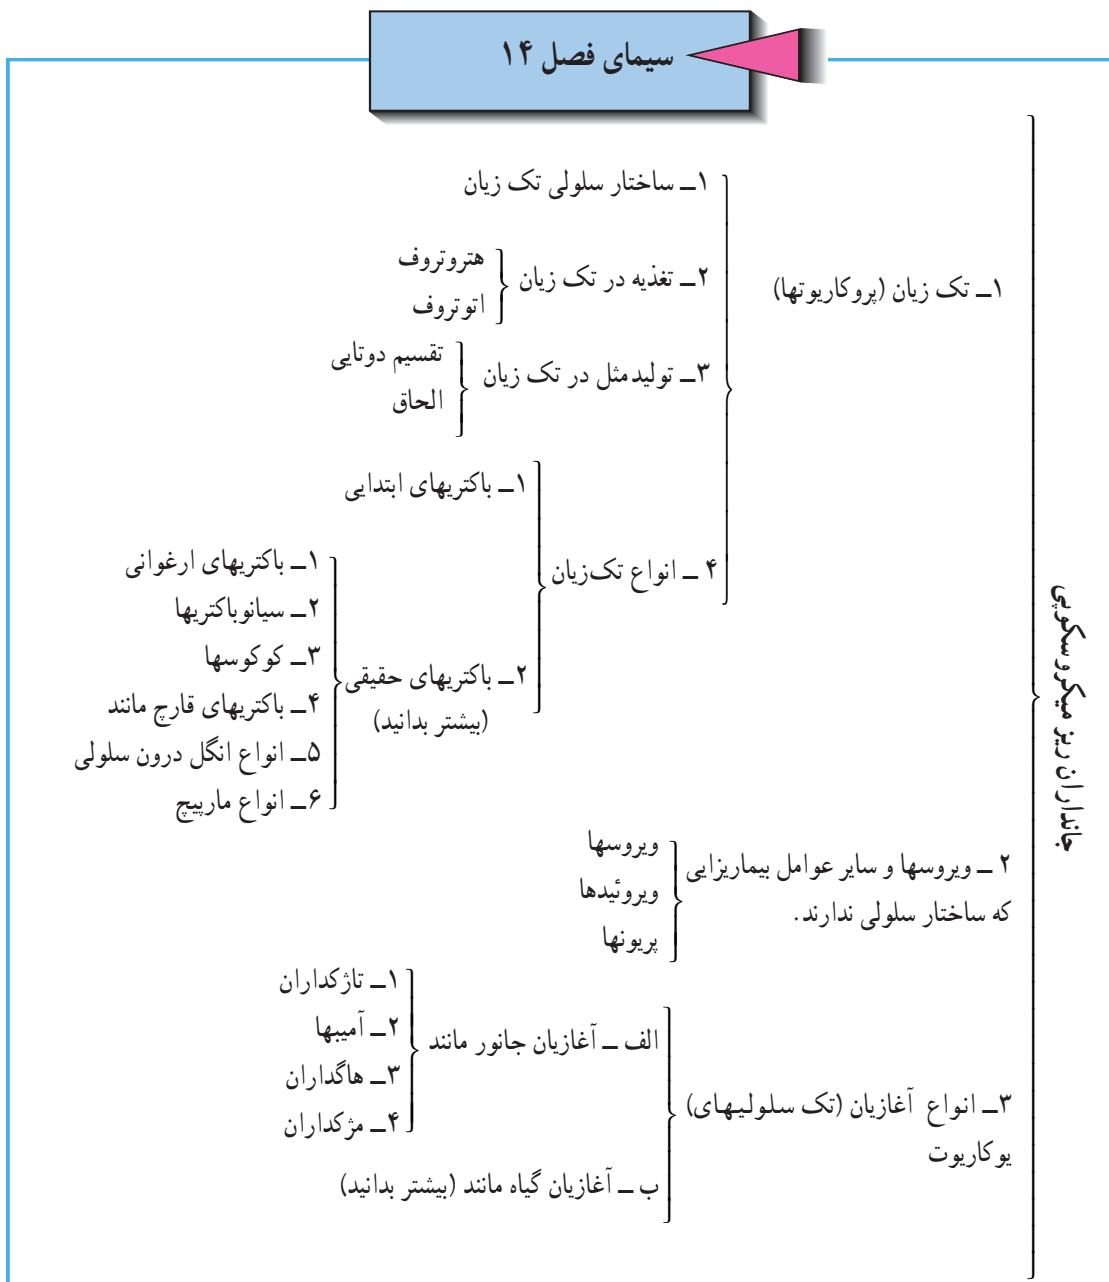 سیمای فصل ۱۴
جانداران ریز میکروسکوپی
۱ــ تک زیان (پروکاریوتها)
۱ــ ساختار سلولی تک زیان
۲ــ تغذیه در تک زیان
هتروتروف
اتوتروف
۳ــ تولیدمثل در تک زیان
تقسیم دوتایی
الحاق
۴ ــ انواع تک‌زیان
۱ــ باکتریهای ابتدایی
۲ــ باکتریهای حقیقی
(بیشتر بدانید)
۱ــ باکتریهای ارغوانی
۲ــ سیانوباکتریها
۳ــ کوکوسها
۴ــ باکتریهای قارچ مانند
۵ــ انواع انگل درون سلولی
۶ــ انواع مارپیچ
۲ ــ ویروسها و سایر عوامل بیماریزایی
که ساختار سلولی ندارند.
ویروسها
ویروئیدها
پریونها
۳ــ انواع آغازیان (تک سلولیهای)
یوکاریوت
الف ــ آغازیان جانور مانند
۱ــ تاژکداران
۲ــ آمیبها
۳ــ هاگداران
۴ــ مژکداران
ب ــ آغازیان گیاه مانند (بیشتر بدانید)